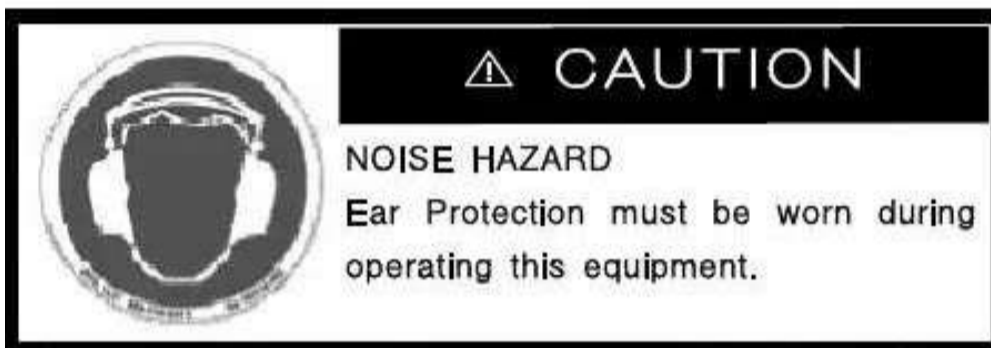 ⚠ CAUTION
NOISE HAZARD
Ear Protection must be worn during
operating this equipment.